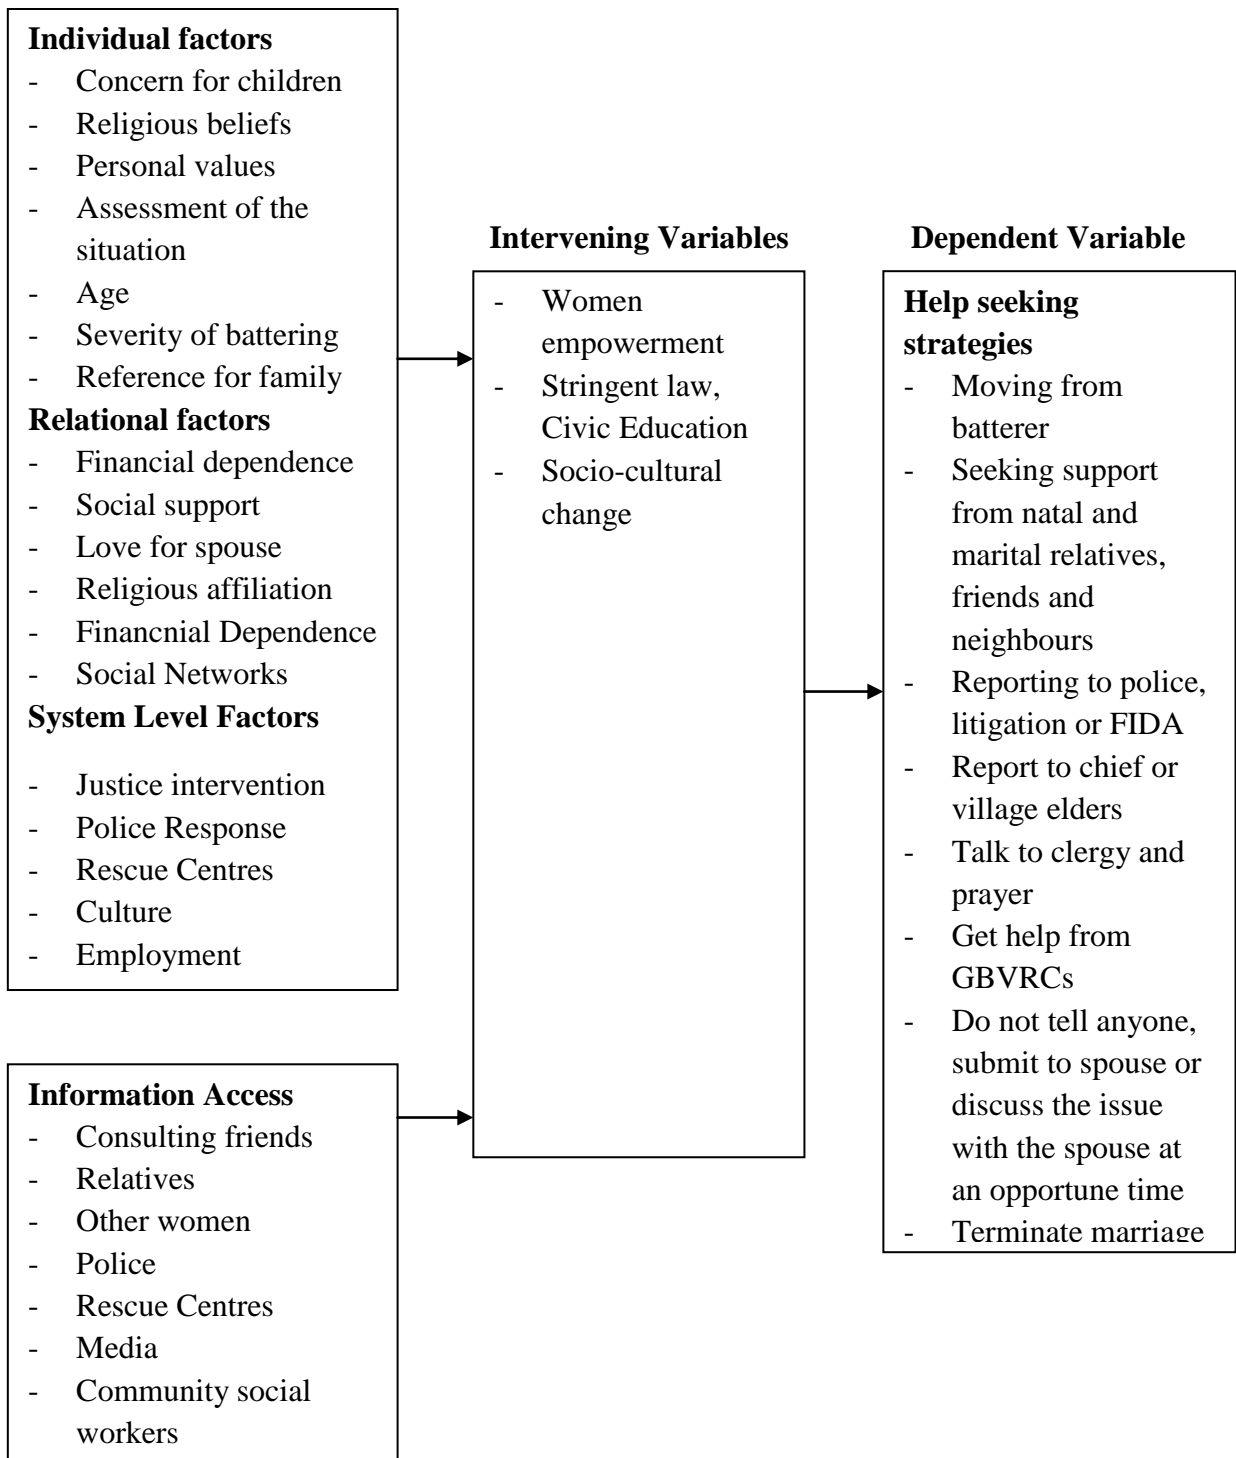 Individual factors
- Concern for children
- Religious beliefs
- Personal values
- Assessment of the
situation
- Age
- Severity of battering
- Reference for family
Relational factors
- Financial dependence
- Social support
- Love for spouse
- Religious affiliation
- Financnial Dependence
- Social Networks
System Level Factors
- Justice intervention
- Police Response
- Rescue Centres
- Culture
- Employment
Information Access
- Consulting friends
- Relatives
- Other women
- Police
- Rescue Centres
- Media
- Community social
workers
Intervening Variables
- Women
empowerment
- Stringent law,
Civic Education
- Socio-cultural
change
Dependent Variable
Help seeking
strategies
- Moving from
batterer
- Seeking support
from natal and
marital relatives,
friends and
neighbours
- Reporting to police,
litigation or FIDA
- Report to chief or
village elders
- Talk to clergy and
prayer
- Get help from
GBVRCs
- Do not tell anyone,
submit to spouse or
discuss the issue
with the spouse at
an opportune time
- Terminate marriage